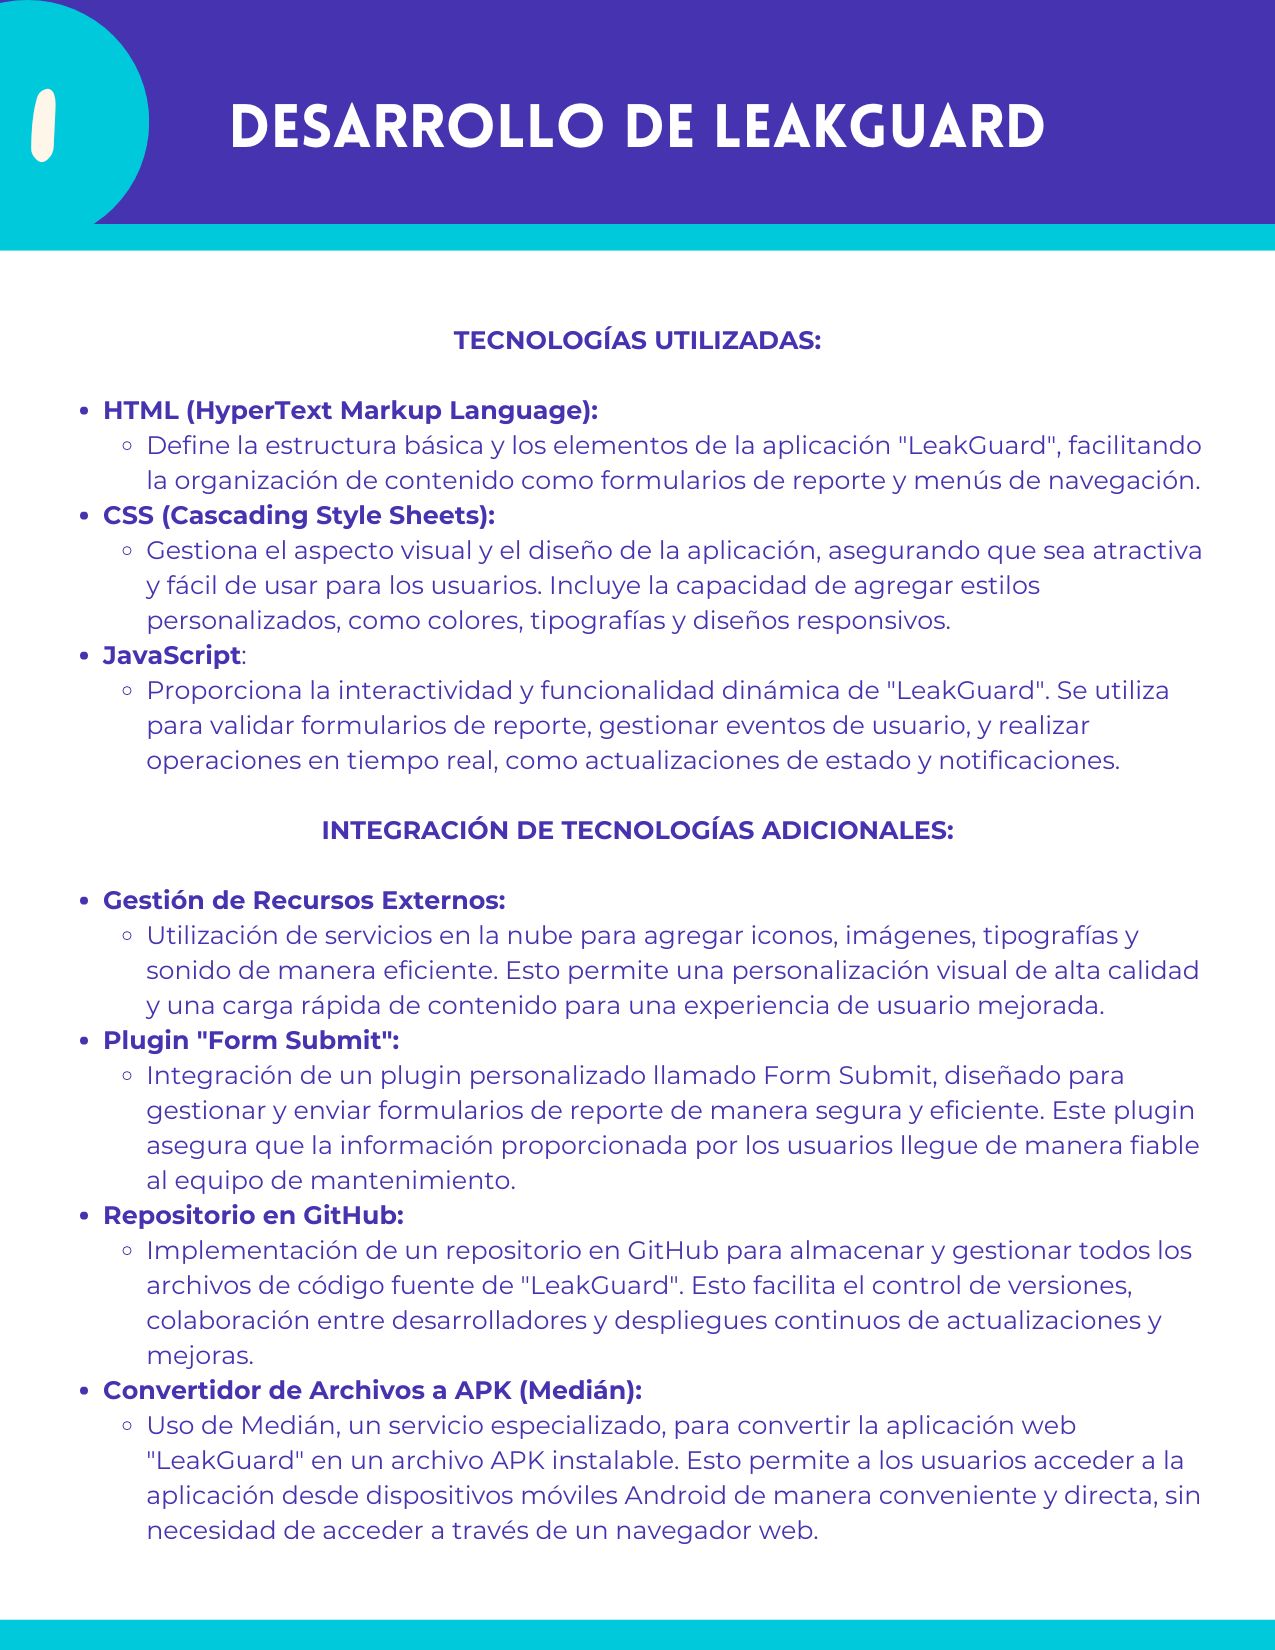 1
DESARROLLO DE LEAKGUARD
TECNOLOGÍAS UTILIZADAS:
• HTML (HyperText Markup Language):
◦ Define la estructura básica y los elementos de la aplicación "LeakGuard", facilitando
la organización de contenido como formularios de reporte y menús de navegación.
• CSS (Cascading Style Sheets):
◦ Gestiona el aspecto visual y el diseño de la aplicación, asegurando que sea atractiva
y fácil de usar para los usuarios. Incluye la capacidad de agregar estilos
personalizados, como colores, tipografías y diseños responsivos.
• JavaScript:
◦ Proporciona la interactividad y funcionalidad dinámica de "LeakGuard". Se utiliza
para validar formularios de reporte, gestionar eventos de usuario, y realizar
operaciones en tiempo real, como actualizaciones de estado y notificaciones.
INTEGRACIÓN DE TECNOLOGÍAS ADICIONALES:
• Gestión de Recursos Externos:
◦ Utilización de servicios en la nube para agregar iconos, imágenes, tipografías y
sonido de manera eficiente. Esto permite una personalización visual de alta calidad
y una carga rápida de contenido para una experiencia de usuario mejorada.
• Plugin "Form Submit":
◦ Integración de un plugin personalizado llamado Form Submit, diseñado para
gestionar y enviar formularios de reporte de manera segura y eficiente. Este plugin
asegura que la información proporcionada por los usuarios llegue de manera fiable
al equipo de mantenimiento.
• Repositorio en GitHub:
◦ Implementación de un repositorio en GitHub para almacenar y gestionar todos los
archivos de código fuente de "LeakGuard". Esto facilita el control de versiones,
colaboración entre desarrolladores y despliegues continuos de actualizaciones y
mejoras.
• Convertidor de Archivos a APK (Medián):
◦ Uso de Medián, un servicio especializado, para convertir la aplicación web
"LeakGuard" en un archivo APK instalable. Esto permite a los usuarios acceder a la
aplicación desde dispositivos móviles Android de manera conveniente y directa, sin
necesidad de acceder a través de un navegador web.